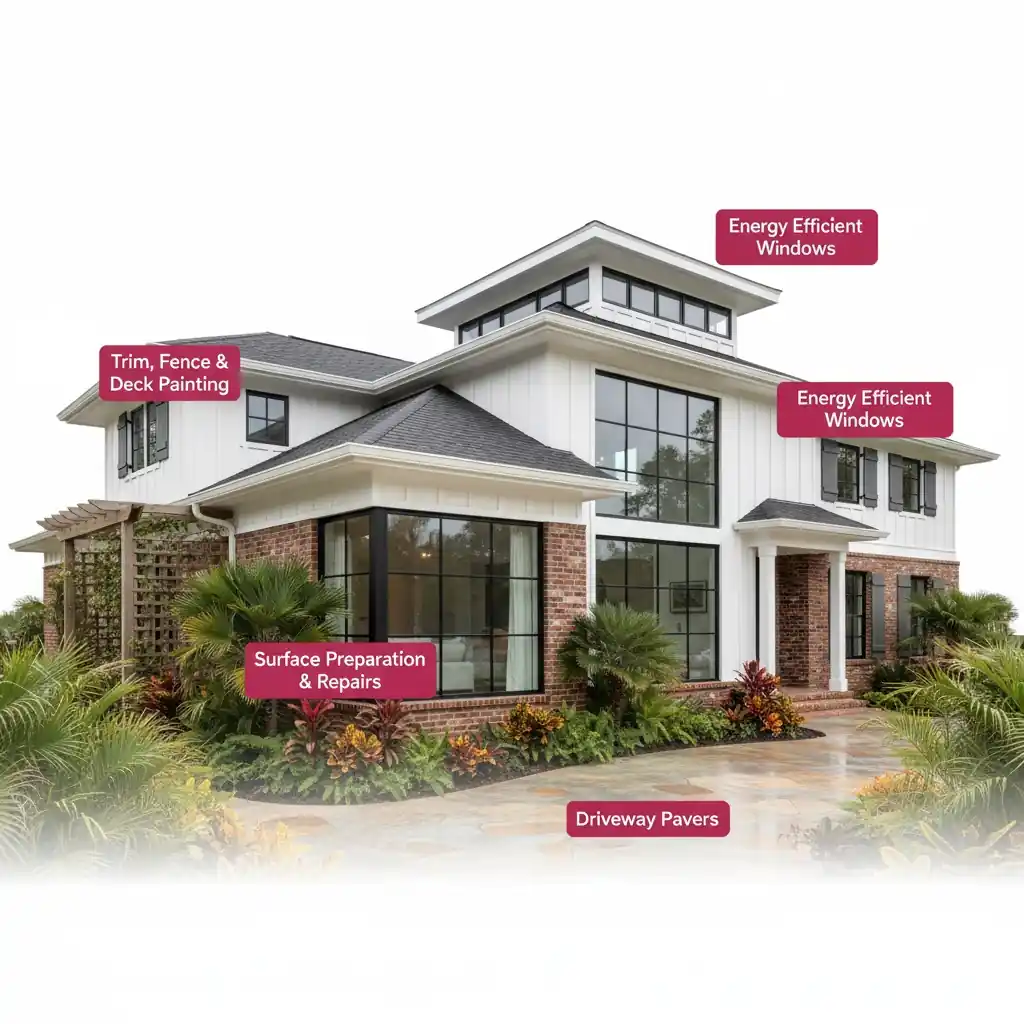 Energy Efficient
Windows
Trim, Fence &
Deck Painting
Energy Efficient
Windows
Surface Preparation
& Repairs
Driveway Pavers